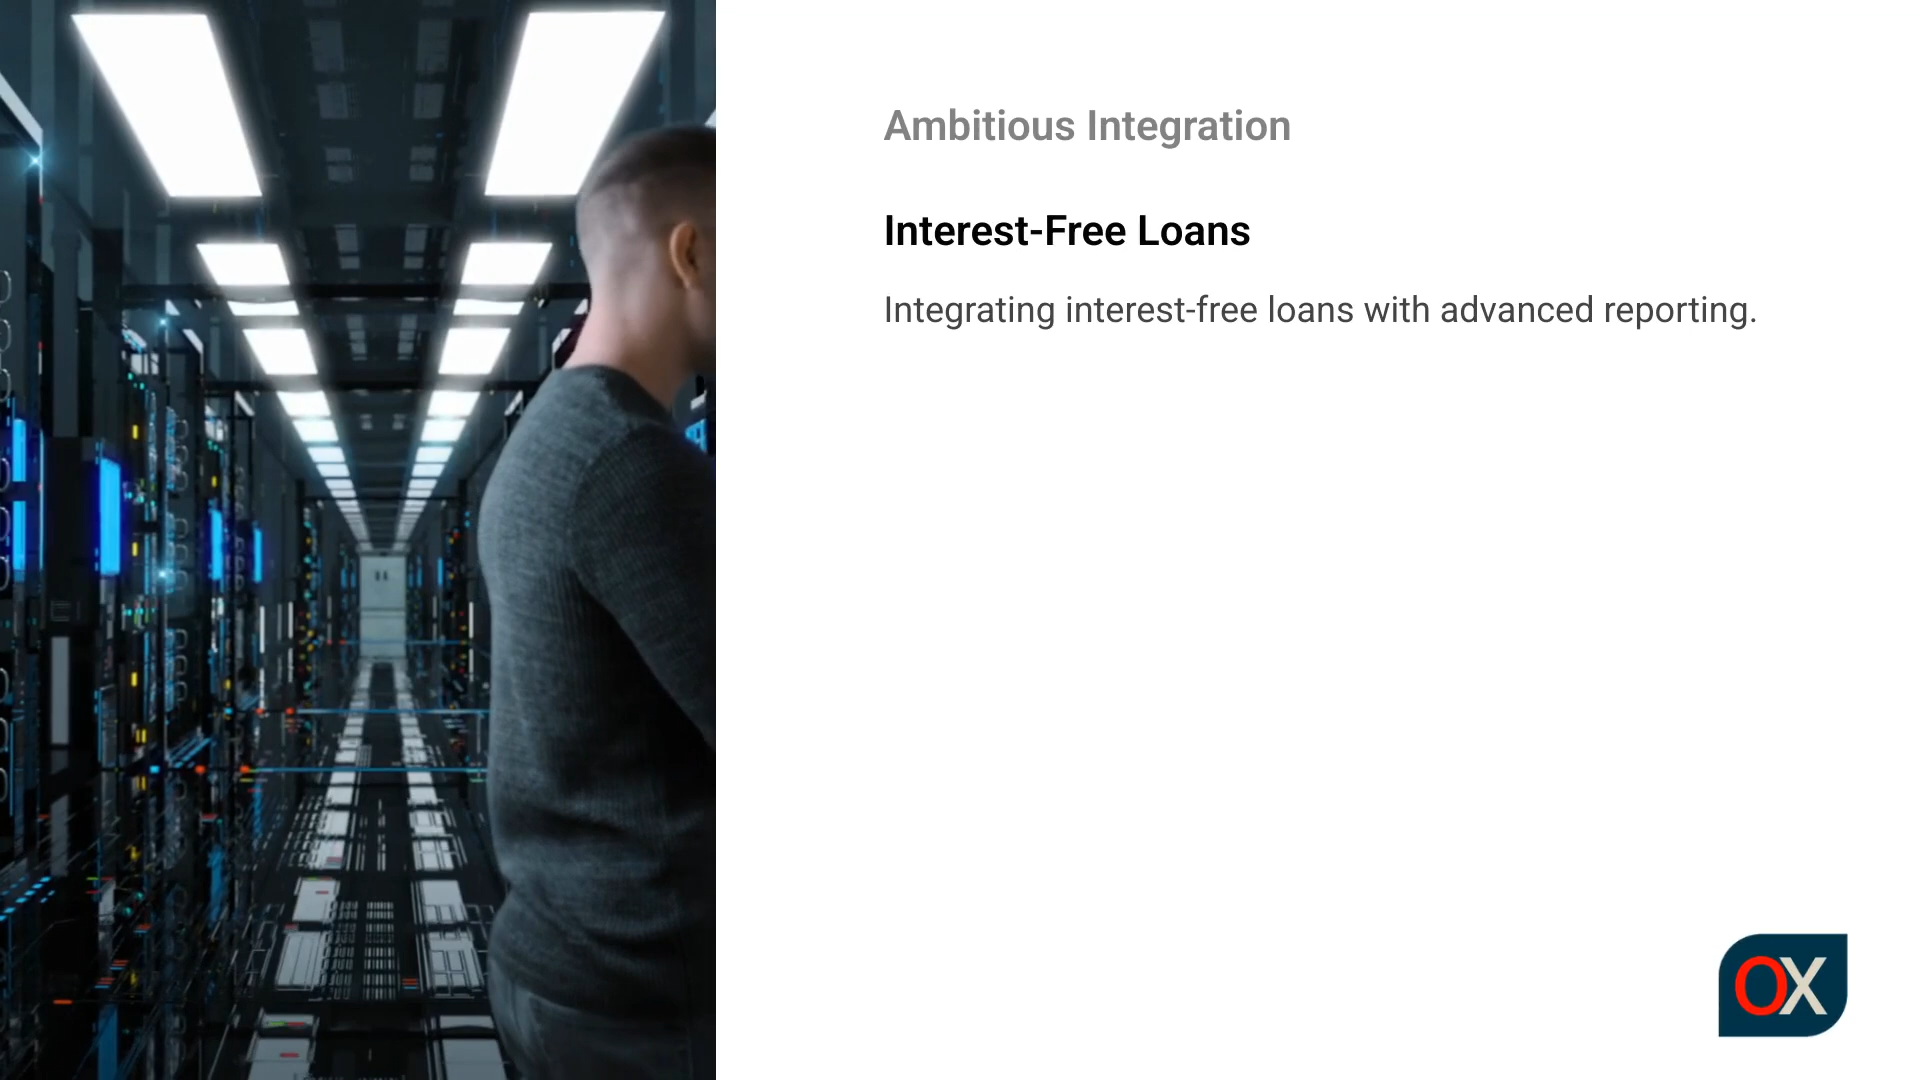 Ambitious Integration
Interest-Free Loans
Integrating interest-free loans with advanced reporting.
OX